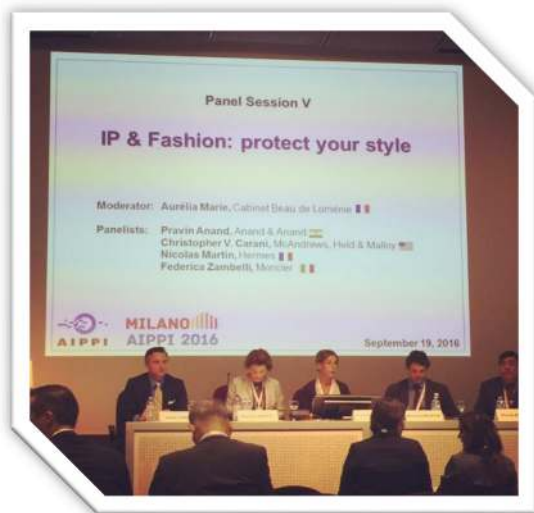 Panel Session V
IP & Fashion: protect your style
Moderator: Aurélia Marie, Cabinet Beau de Loménie
Panelists: Pravin Anand, Anand & Anand
Christopher V. Carani, McAndrews, Held & Malloy
Nicolas Martin, Hermes
Federica Zambelli, Moncler
AIPPI
MILANO
AIPPI 2016
September 19, 2016